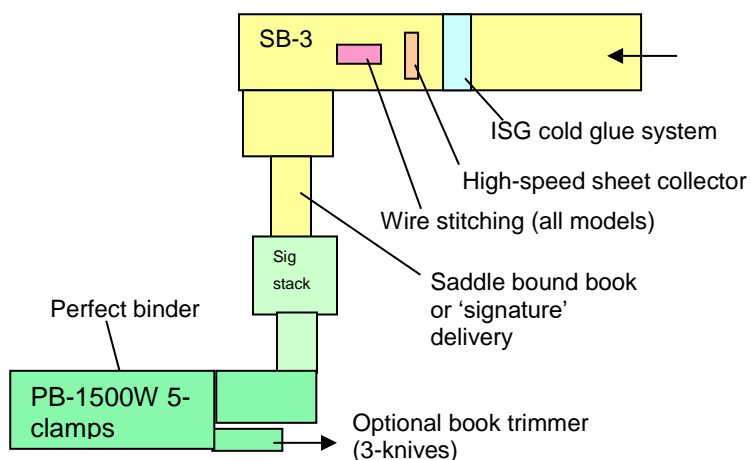 SB-3
ISG cold glue system
High-speed sheet collector
Wire stitching (all models)
Sig
stack
Saddle bound book
or ‘signature’
delivery
Perfect binder
PB-1500W 5-
clamps
Optional book trimmer
(3-knives)